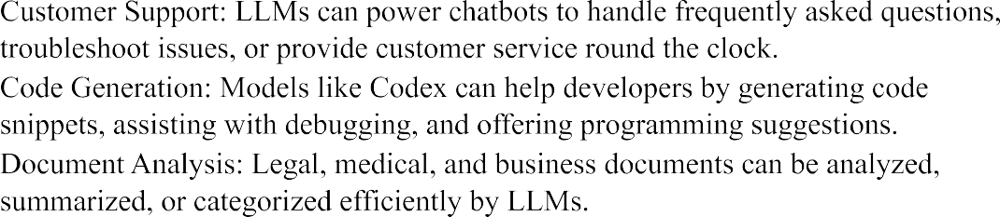 Customer Support: LLMs can power chatbots to handle frequently asked questions,
troubleshoot issues, or provide customer service round the clock.
Code Generation: Models like Codex can help developers by generating code
snippets, assisting with debugging, and offering programming suggestions.
Document Analysis: Legal, medical, and business documents can be analyzed,
summarized, or categorized efficiently by LLMs.